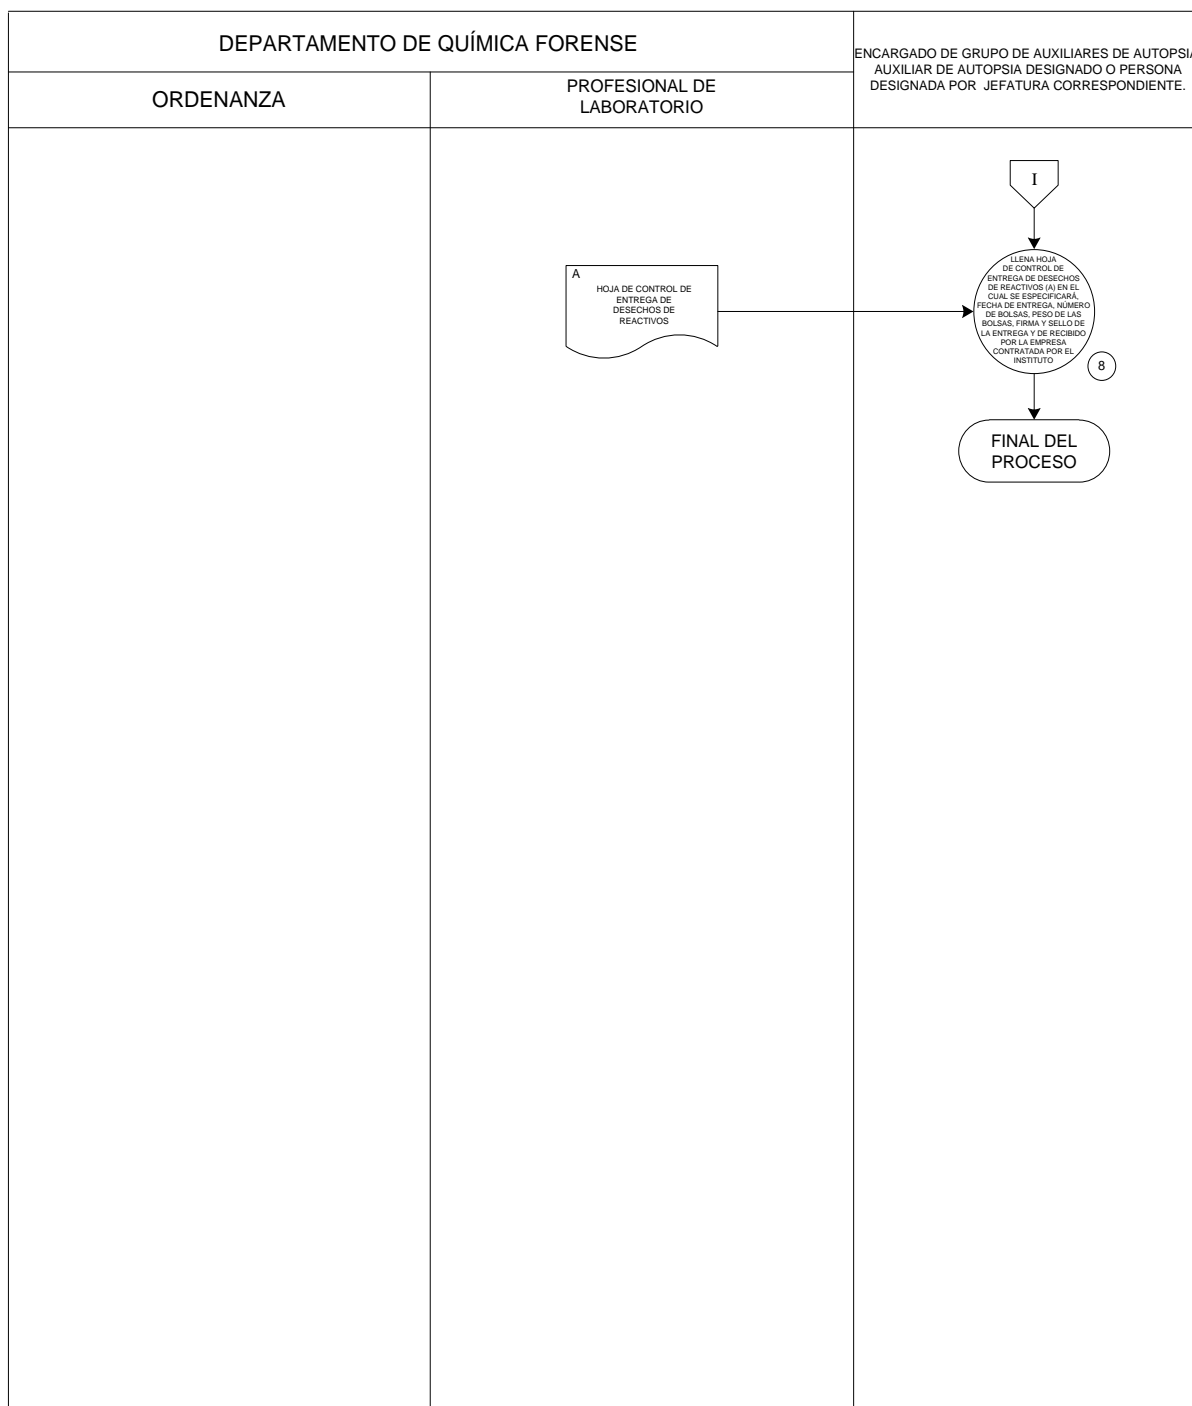 DEPARTAMENTO DE QUÍMICA FORENSE
ENCARGADO DE GRUPO DE AUXILIARES DE AUTOPSIA
AUXILIAR DE AUTOPSIA DESIGNADO O PERSONA
DESIGNADA POR JEFATURA CORRESPONDIENTE.
ORDENANZA
PROFESIONAL DE
LABORATORIO
I
A
HOJA DE CONTROL DE
ENTREGA DE
DESECHOS DE
REACTIVOS
LLENA HOJA
DE CONTROL DE
ENTREGA DE DESECHOS
DE REACTIVOS (A) EN EL
CUAL SE ESPECIFICARÁ,
FECHA DE ENTREGA, NÚMERO
DE BOLSAS, PESO DE LAS
BOLSAS, FIRMA Y SELLO DE
LA ENTREGA Y DE RECIBIDO
POR LA EMPRESA
CONTRATADA POR EL
INSTITUTO
8
FINAL DEL
PROCESO